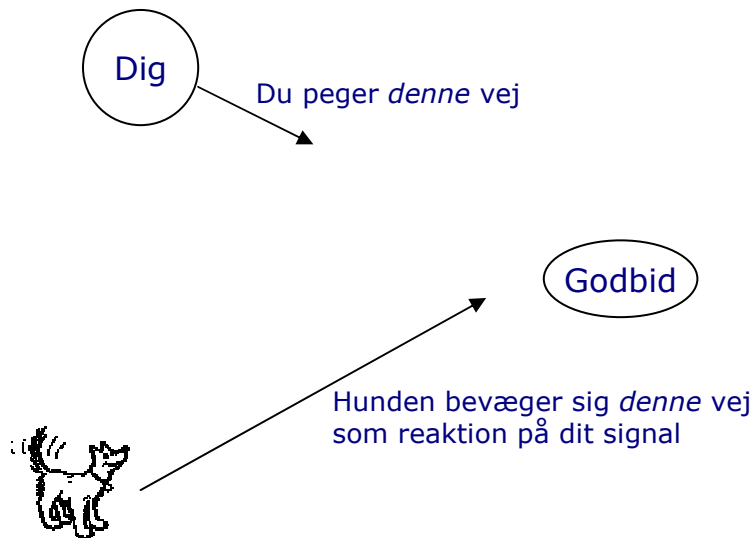 Dig
Du peger denne vej
Godbid
Hunden bevæger sig denne vej
som reaktion på dit signal